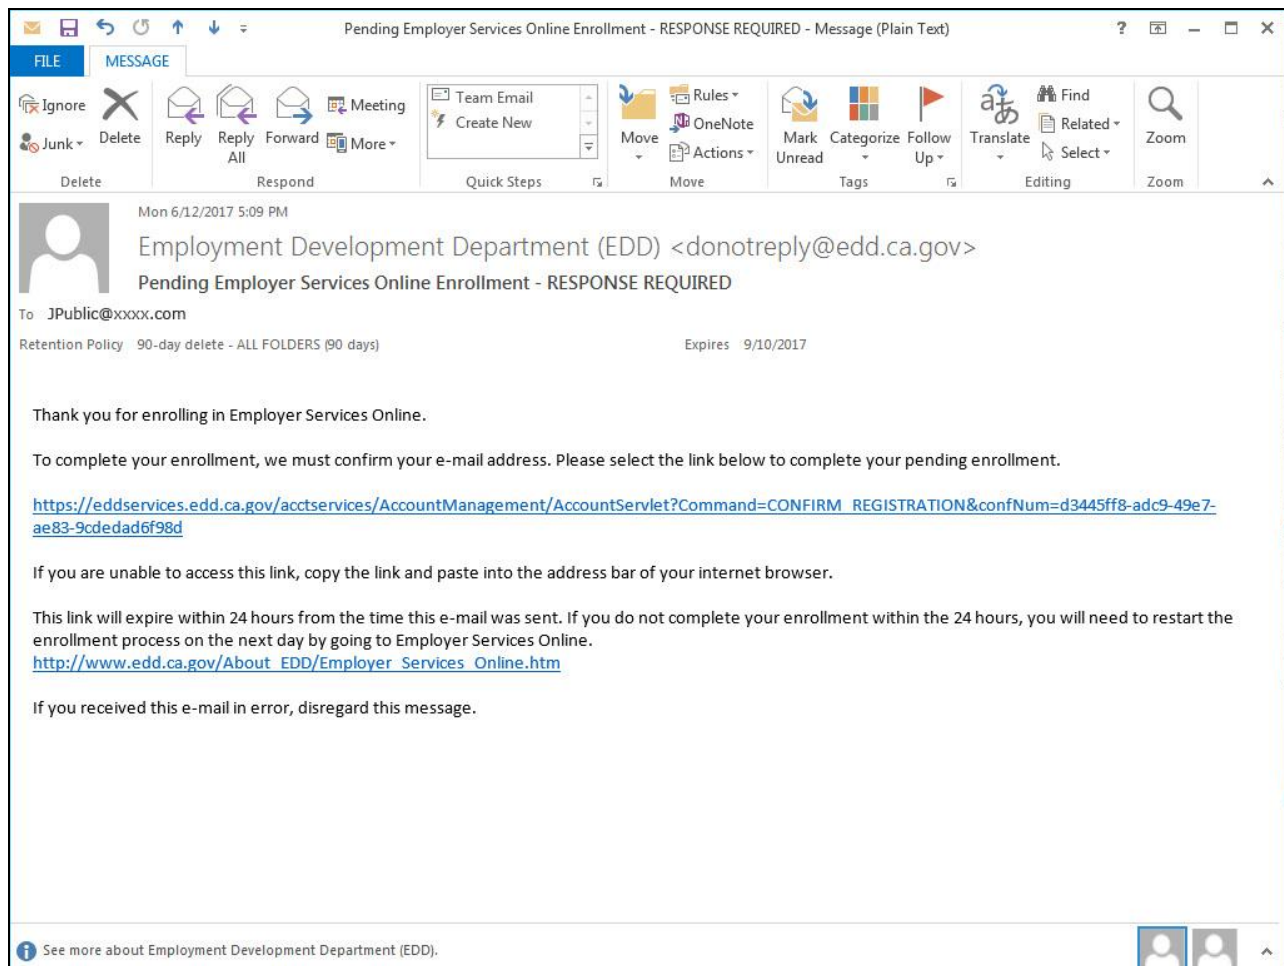 Pending Employer Services Online Enrollment - RESPONSE REQUIRED - Message (Plain Text)
FILE MESSAGE
Ignore
Junk
Delete
Reply
Reply All
Forward
Meeting
More
Team Email
Create New
Move
Rules
OneNote
Actions
Mark Unread
Categorize
Follow Up
Translate
Find
Related
Select
Zoom
Delete Respond Quick Steps Move Tags Editing Zoom
Mon 6/12/2017 5:09 PM
Employment Development Department (EDD) <donotreply@edd.ca.gov>
Pending Employer Services Online Enrollment - RESPONSE REQUIRED
To JPublic@xxxx.com
Retention Policy 90-day delete - ALL FOLDERS (90 days) Expires 9/10/2017
Thank you for enrolling in Employer Services Online.
To complete your enrollment, we must confirm your e-mail address. Please select the link below to complete your pending enrollment.
https://eddservices.edd.ca.gov/acctservices/AccountManagement/AccountServlet?Command=CONFIRM_REGISTRATION&confNum=d3445ff8-adc9-49e7-
ae83-9cdedad6f98d
If you are unable to access this link, copy the link and paste into the address bar of your internet browser.
This link will expire within 24 hours from the time this e-mail was sent. If you do not complete your enrollment within the 24 hours, you will need to restart the
enrollment process on the next day by going to Employer Services Online.
http://www.edd.ca.gov/About_EDD/Employer_Services_Online.htm
If you received this e-mail in error, disregard this message.
See more about Employment Development Department (EDD).